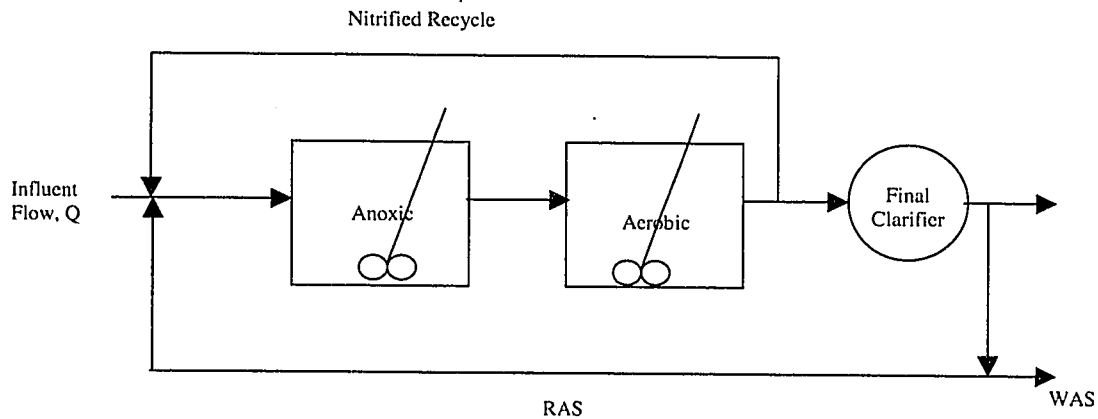 Nitrified Recycle
Influent
Flow, Q
Anoxic
Aerobic
Final
Clarifier
RAS
WAS